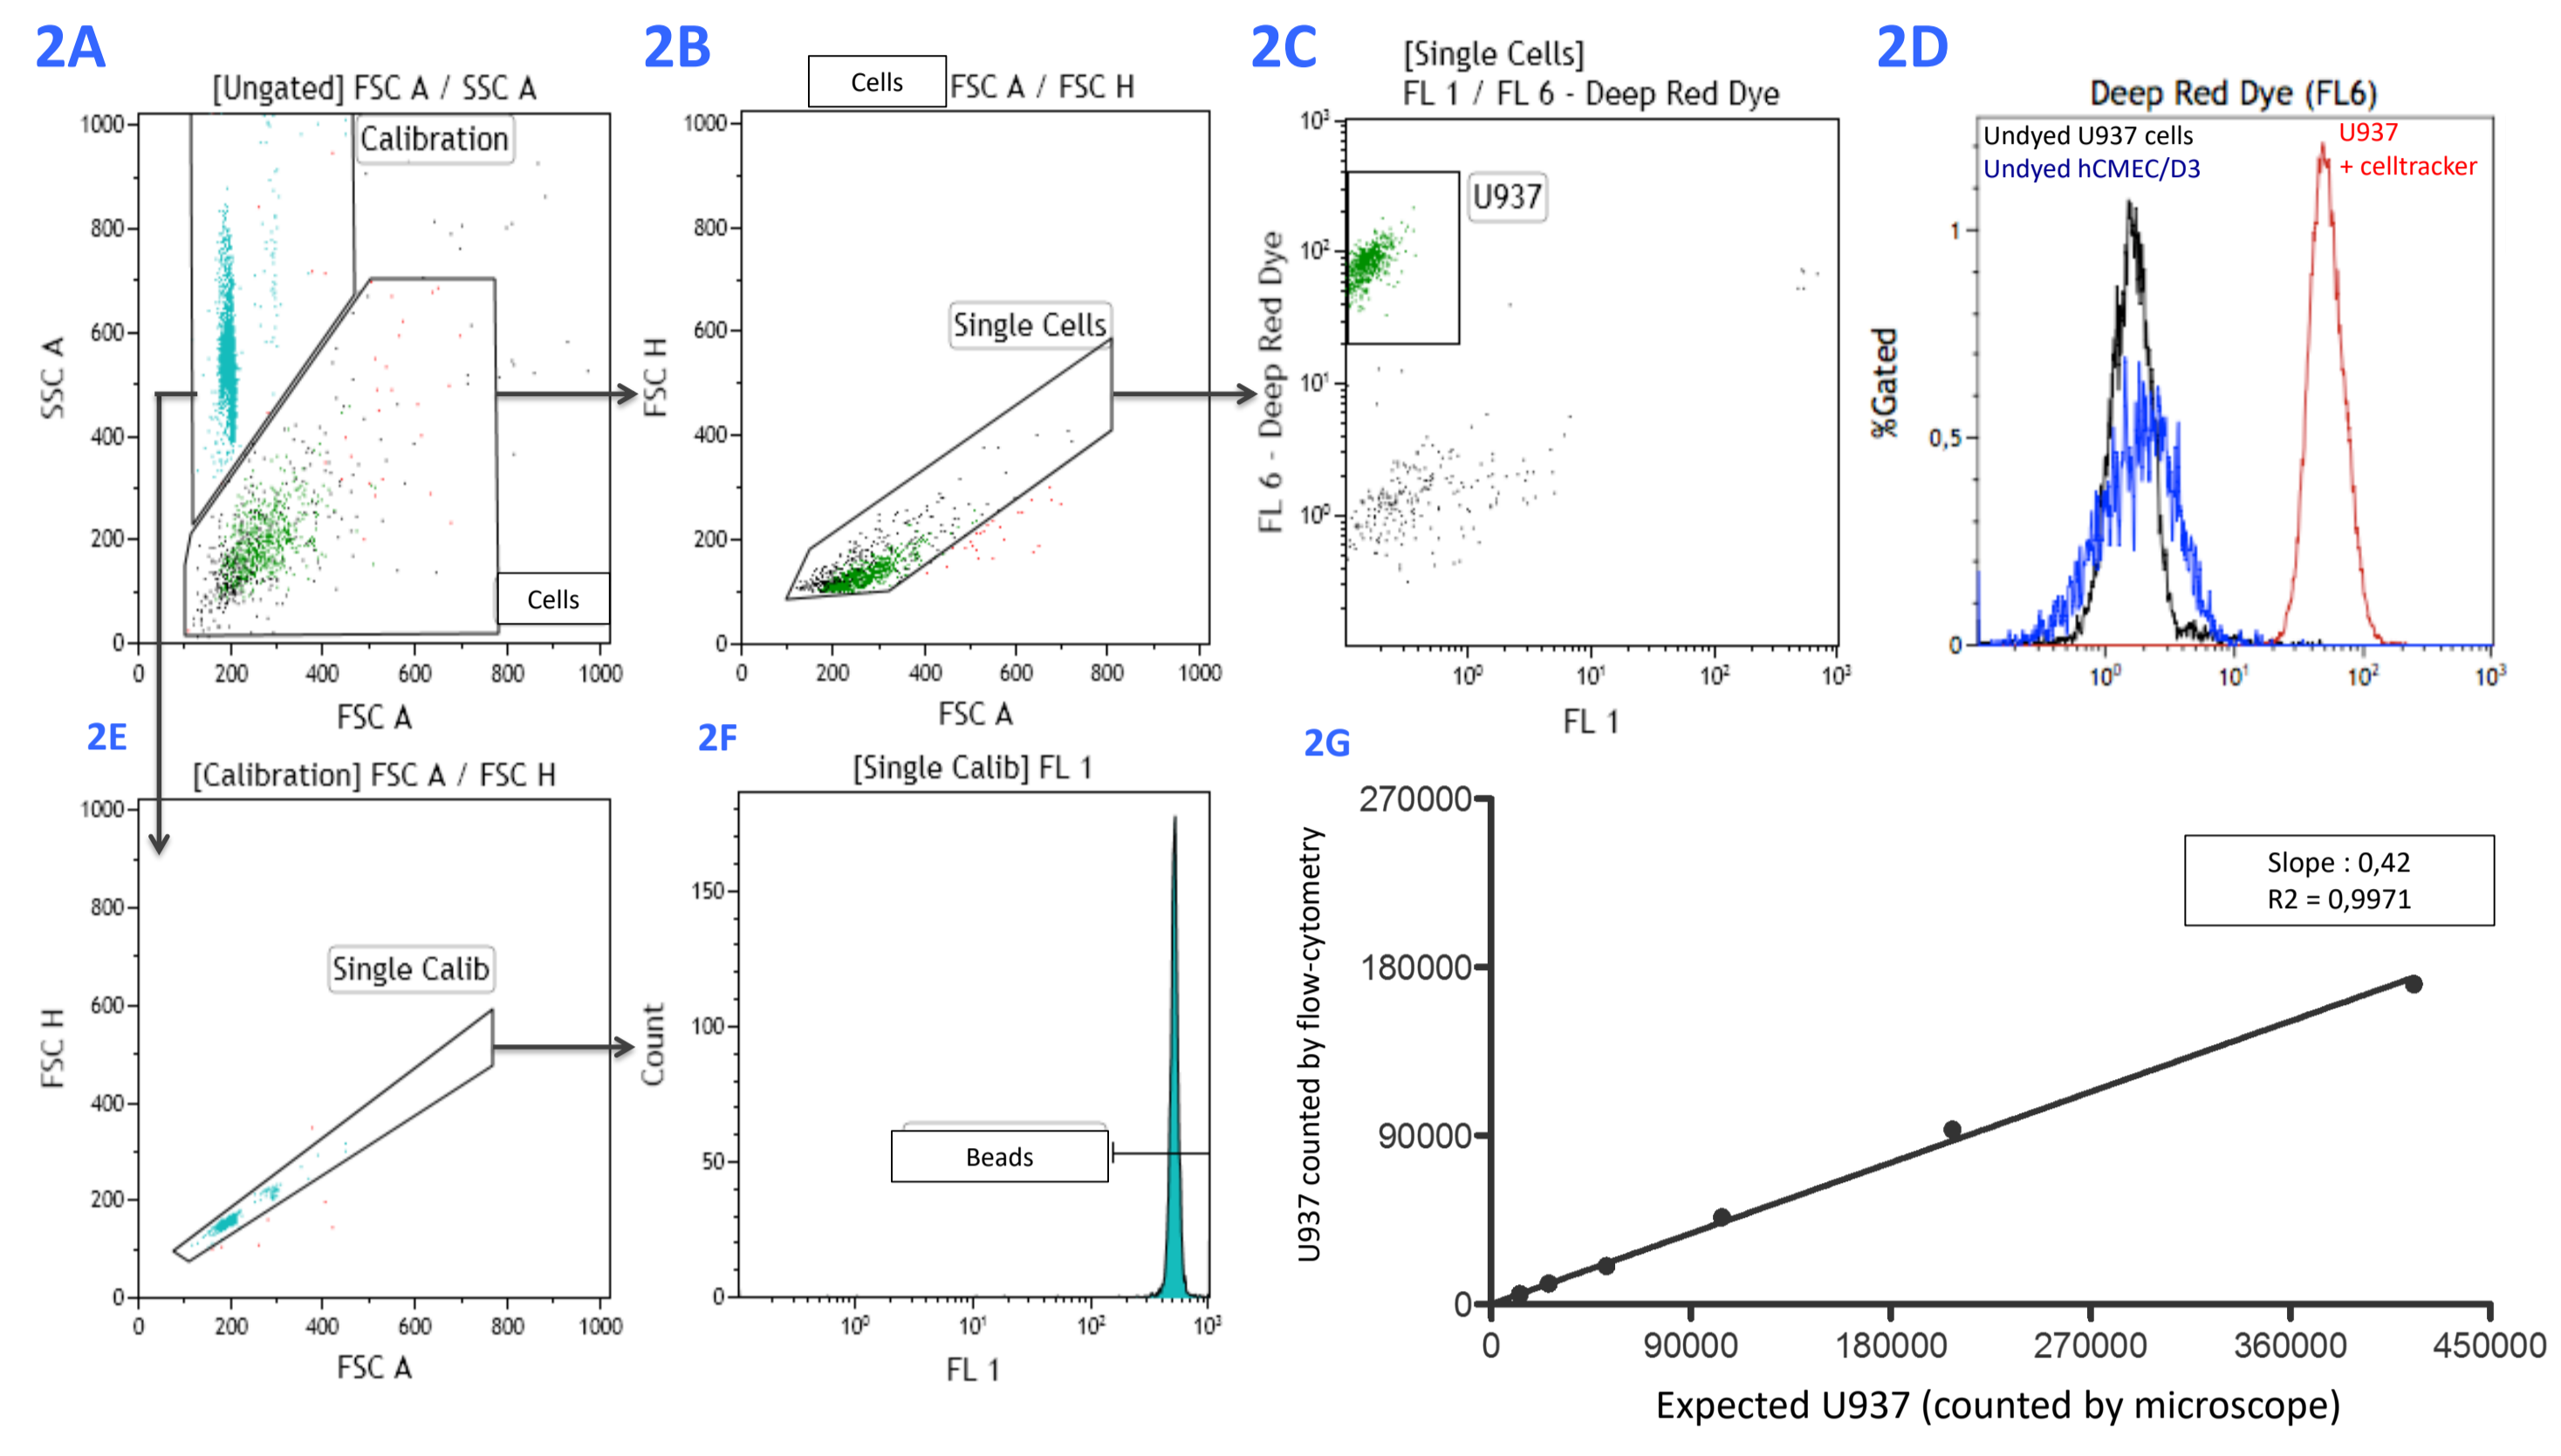 2A
[Ungated] FSC A / SSC A
Calibration
Cells
1000
800
600
400
200
0
SSC A
0 200 400 600 800 1000
FSC A
2B
Cells FSC A / FSC H
Single Cells
1000
800
600
400
200
0
FSC H
0 200 400 600 800 1000
FSC A
2C
[Single Cells]
FL 1 / FL 6 - Deep Red Dye
U937
10³
10²
10¹
10⁰
FL 6 - Deep Red Dye
10⁰ 10¹ 10² 10³
FL 1
2D
Deep Red Dye (FL6)
Undyed U937 cells
Undyed hCMEC/D3
U937
+ celltracker
1
0,5
0
%Gated
10⁰ 10¹ 10² 10³
2E
[Calibration] FSC A / FSC H
Single Calib
1000
800
600
400
200
0
FSC H
0 200 400 600 800 1000
FSC A
2F
[Single Calib] FL 1
Beads
150
100
50
0
Count
10⁰ 10¹ 10² 10³
FL 1
2G
270000
180000
90000
0
U937 counted by flow-cytometry
Slope : 0,42
R2 = 0,9971
0 90000 180000 270000 360000 450000
Expected U937 (counted by microscope)